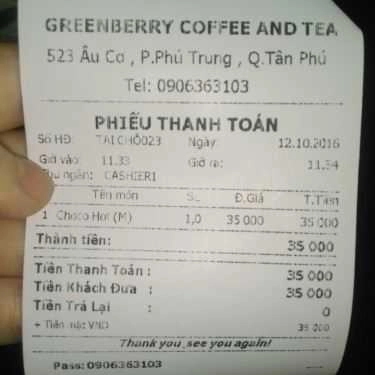 GREENBERRY COFFEE AND TEA
523 Âu Cơ , P.Phú Trung , Q.Tân Phú
Tel: 0906363103
PHIẾU THANH TOÁN
Số HĐ: TẠI CHỖ023 Ngày: 12.10.2016
Giờ vào: 11.33 Giờ ra: 11.34
Thu ngân: CASHIER1
Tên món SL Đ.Giá T.Tiền
1 Choco Hot (M) 1,0 35 000 35 000
Thành tiền: 35 000
Tiền Thanh Toán : 35 000
Tiền Khách Đưa : 35 000
Tiền Trả Lại : 0
+ Tiền mặt VND 35 000
Thank you, see you again!
Pass: 0906363103